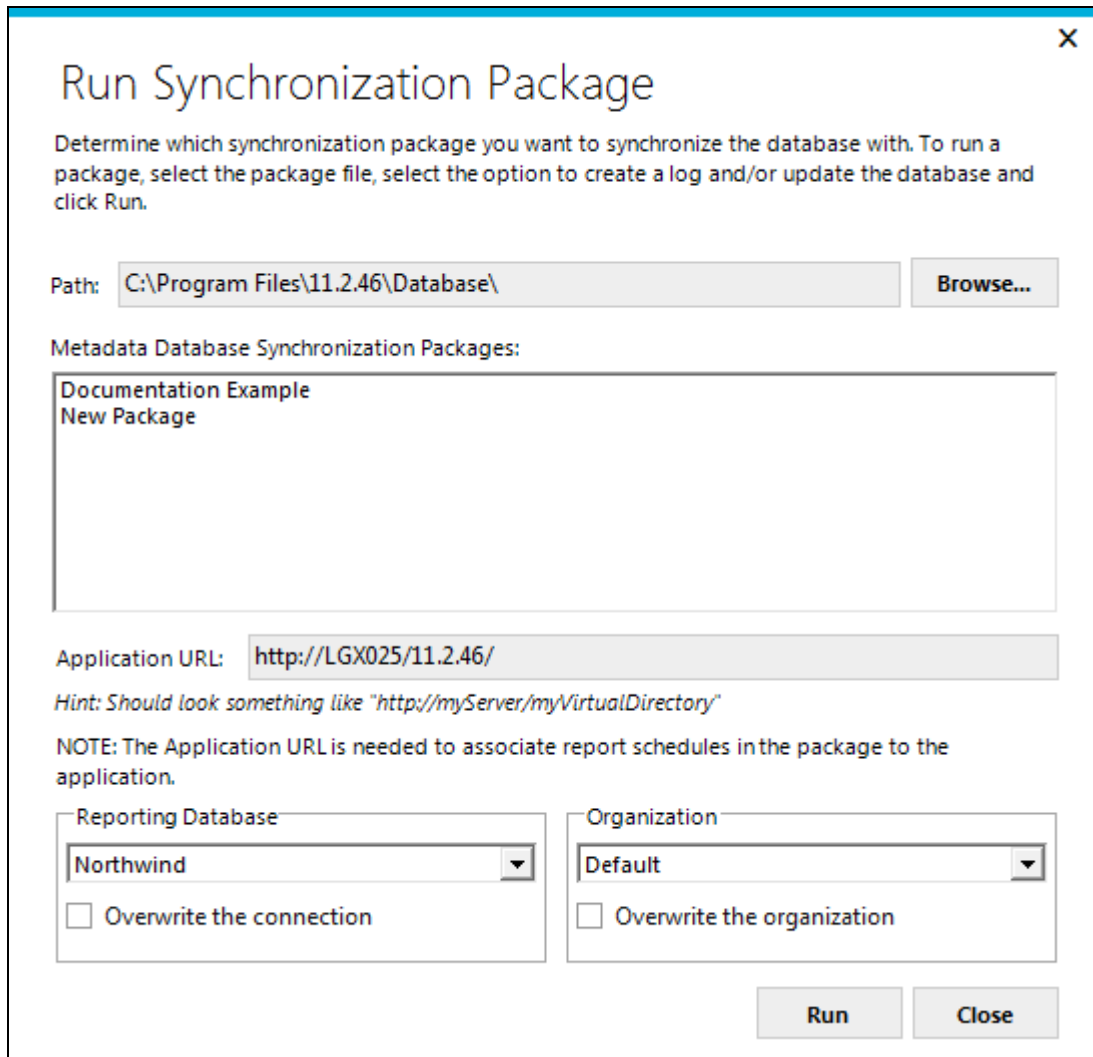 Run Synchronization Package
Determine which synchronization package you want to synchronize the database with. To run a
package, select the package file, select the option to create a log and/or update the database and
click Run.
Path: C:\Program Files\11.2.46\Database\ Browse...
Metadata Database Synchronization Packages:
Documentation Example
New Package
Application URL: http://LGX025/11.2.46/
Hint: Should look something like "http://myServer/myVirtualDirectory"
NOTE: The Application URL is needed to associate report schedules in the package to the
application.
Reporting Database Organization
Northwind Default
Overwrite the connection Overwrite the organization
Run Close